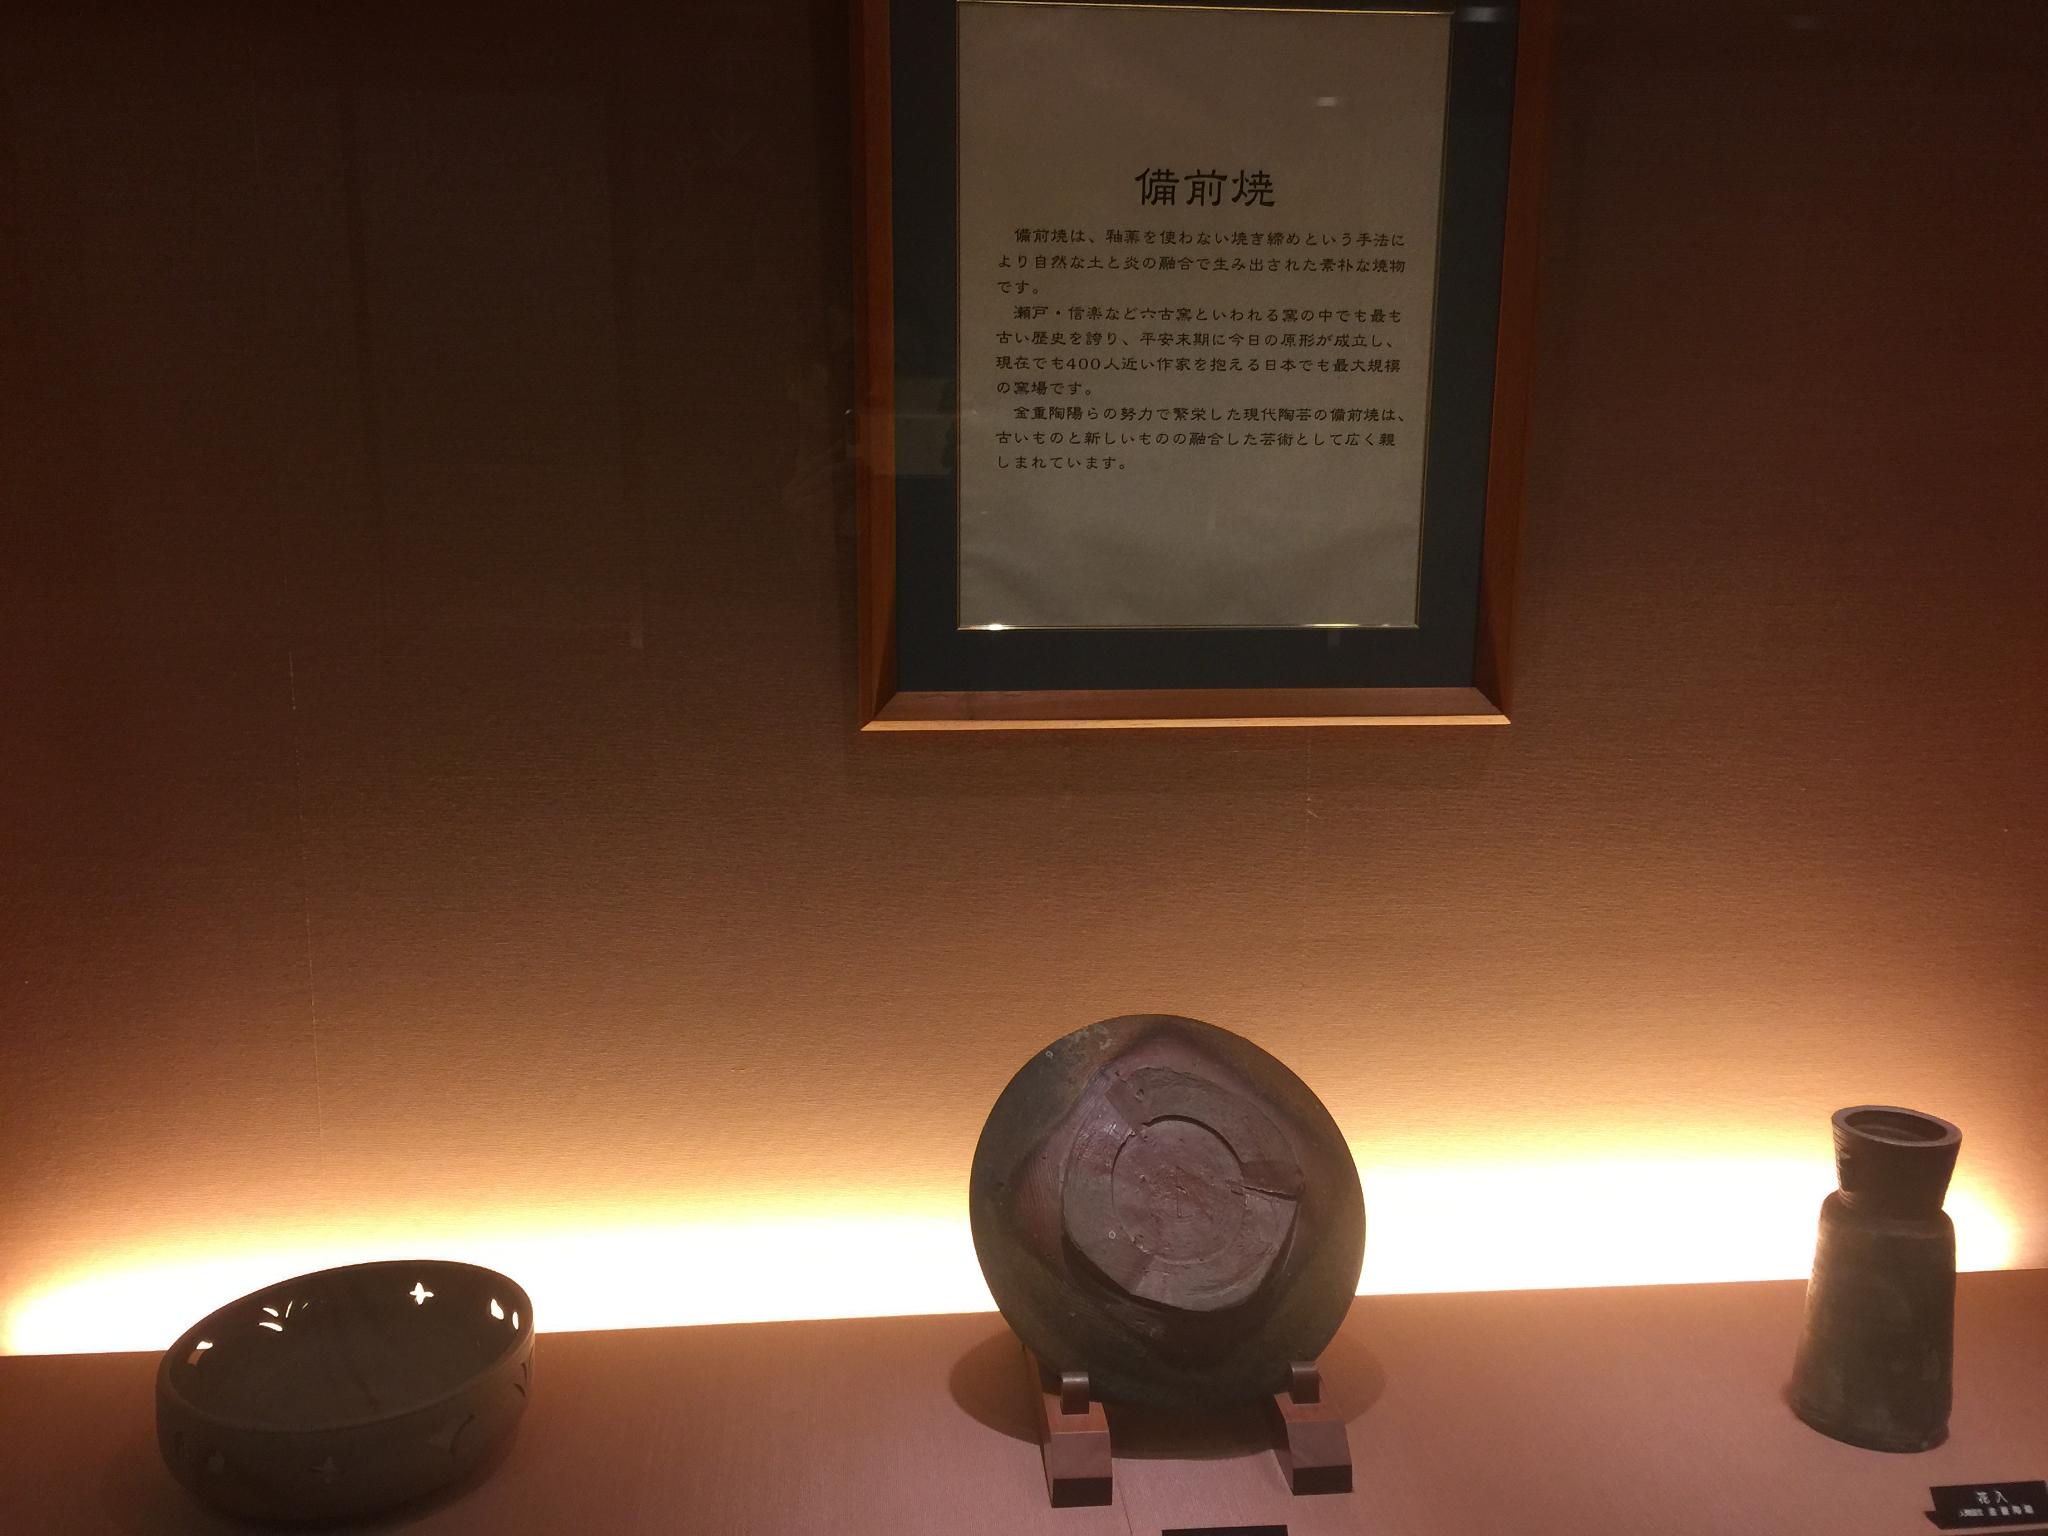 備前焼
備前焼は、釉薬を使わない焼き締めという手法に
より自然な土と炎の融合で生み出された素朴な焼物
です。
瀬戸・信楽など六古窯といわれる窯の中でも最も
古い歴史を誇り、平安末期に今日の原形が成立し、
現在でも400人近い作家を抱える日本でも最大規模
の窯場です。
金重陶陽らの努力で繁栄した現代陶芸の備前焼は、
古いものと新しいものの融合した芸術として広く親
しまれています。
花入